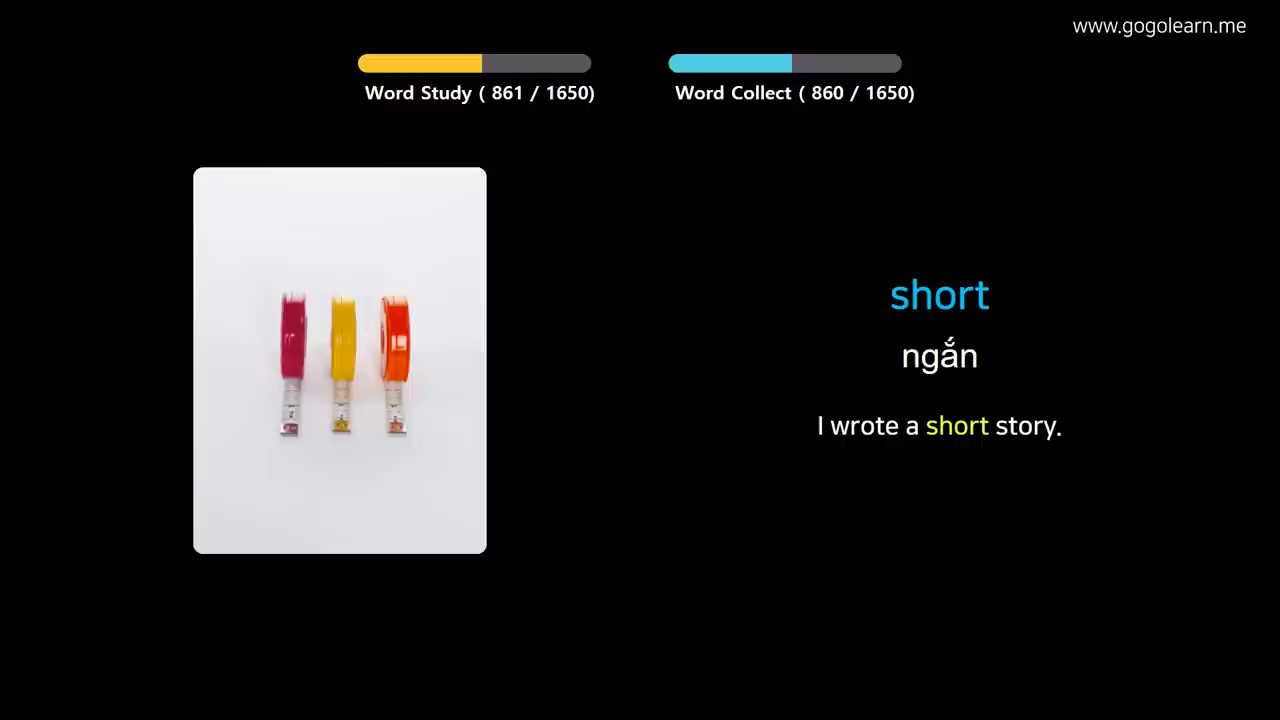 www.gogolearn.me
Word Study ( 861 / 1650)
Word Collect ( 860 / 1650)
short
ngắn
I wrote a short story.